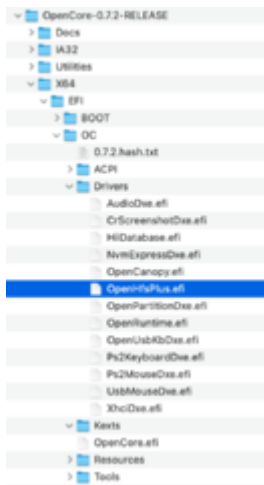 OpenCore-0.7.2-RELEASE
Docs
IA32
Utilities
X64
EFI
BOOT
OC
0.7.2.hash.txt
ACPI
Drivers
AudioDxe.efi
CrScreenshotDxe.efi
HiiDatabase.efi
NvmExpressDxe.efi
OpenCanopy.efi
OpenHfsPlus.efi
OpenPartitionDxe.efi
OpenRuntime.efi
OpenUsbKbDxe.efi
Ps2KeyboardDxe.efi
Ps2MouseDxe.efi
UsbMouseDxe.efi
XhciDxe.efi
Kexts
OpenCore.efi
Resources
Tools